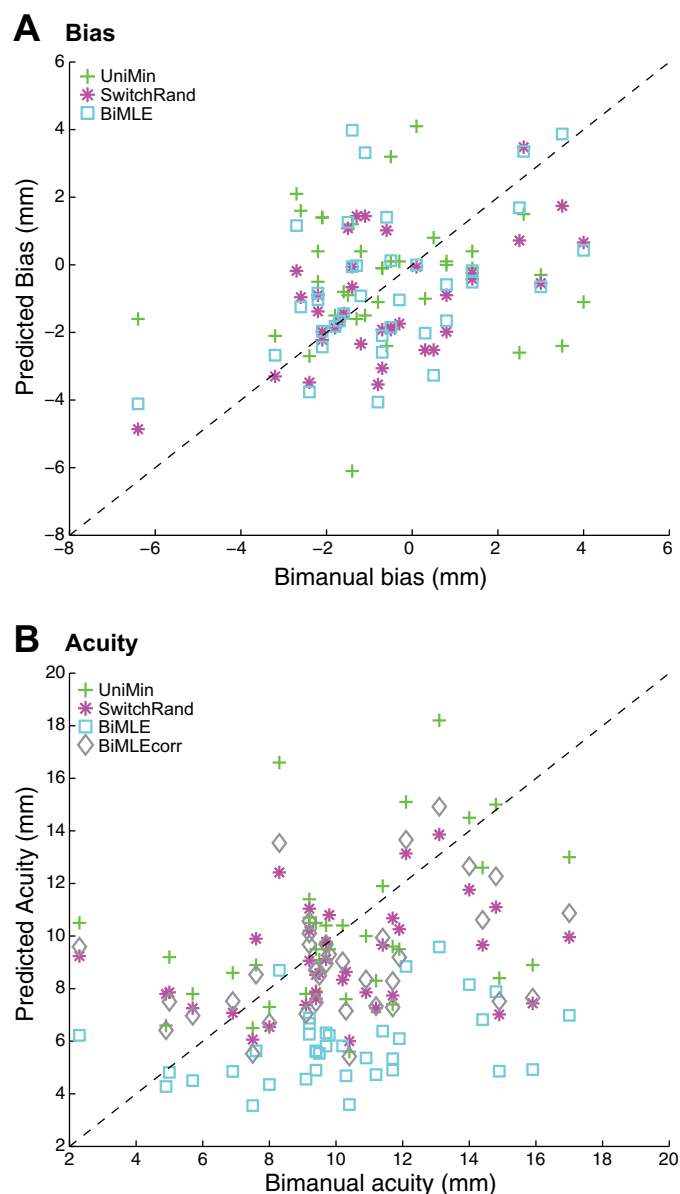 A Bias
UniMin
SwitchRand
BiMLE
6
4
2
0
−2
−4
−6
−8
Predicted Bias (mm)
−8 −6 −4 −2 0 2 4 6
Bimanual bias (mm)
B Acuity
UniMin
SwitchRand
BiMLE
BiMLEcorr
20
18
16
14
12
10
8
6
4
2
Predicted Acuity (mm)
2 4 6 8 10 12 14 16 18 20
Bimanual acuity (mm)